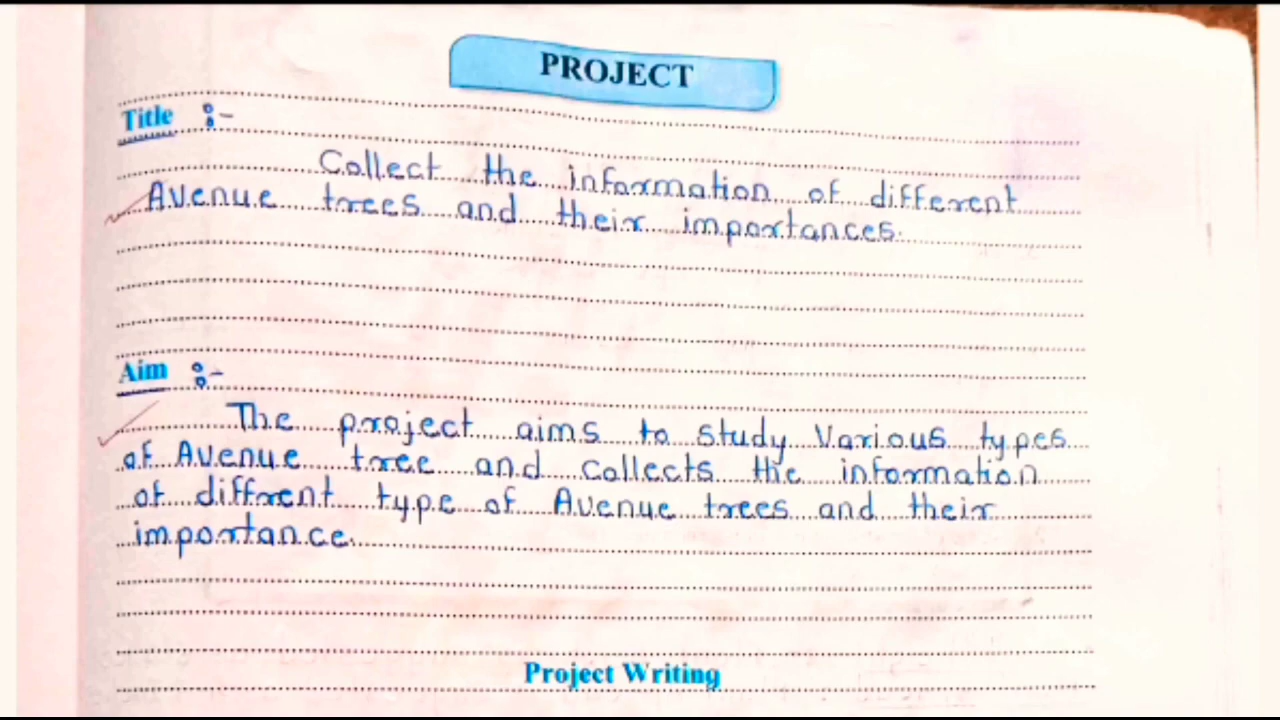 PROJECT
Title :-
Collect the information of different
Avenue trees and their importances.
Aim :-
The project aims to study Various types
of Avenue tree and collects the information
of different type of Avenue trees and their
importance.
Project Writing